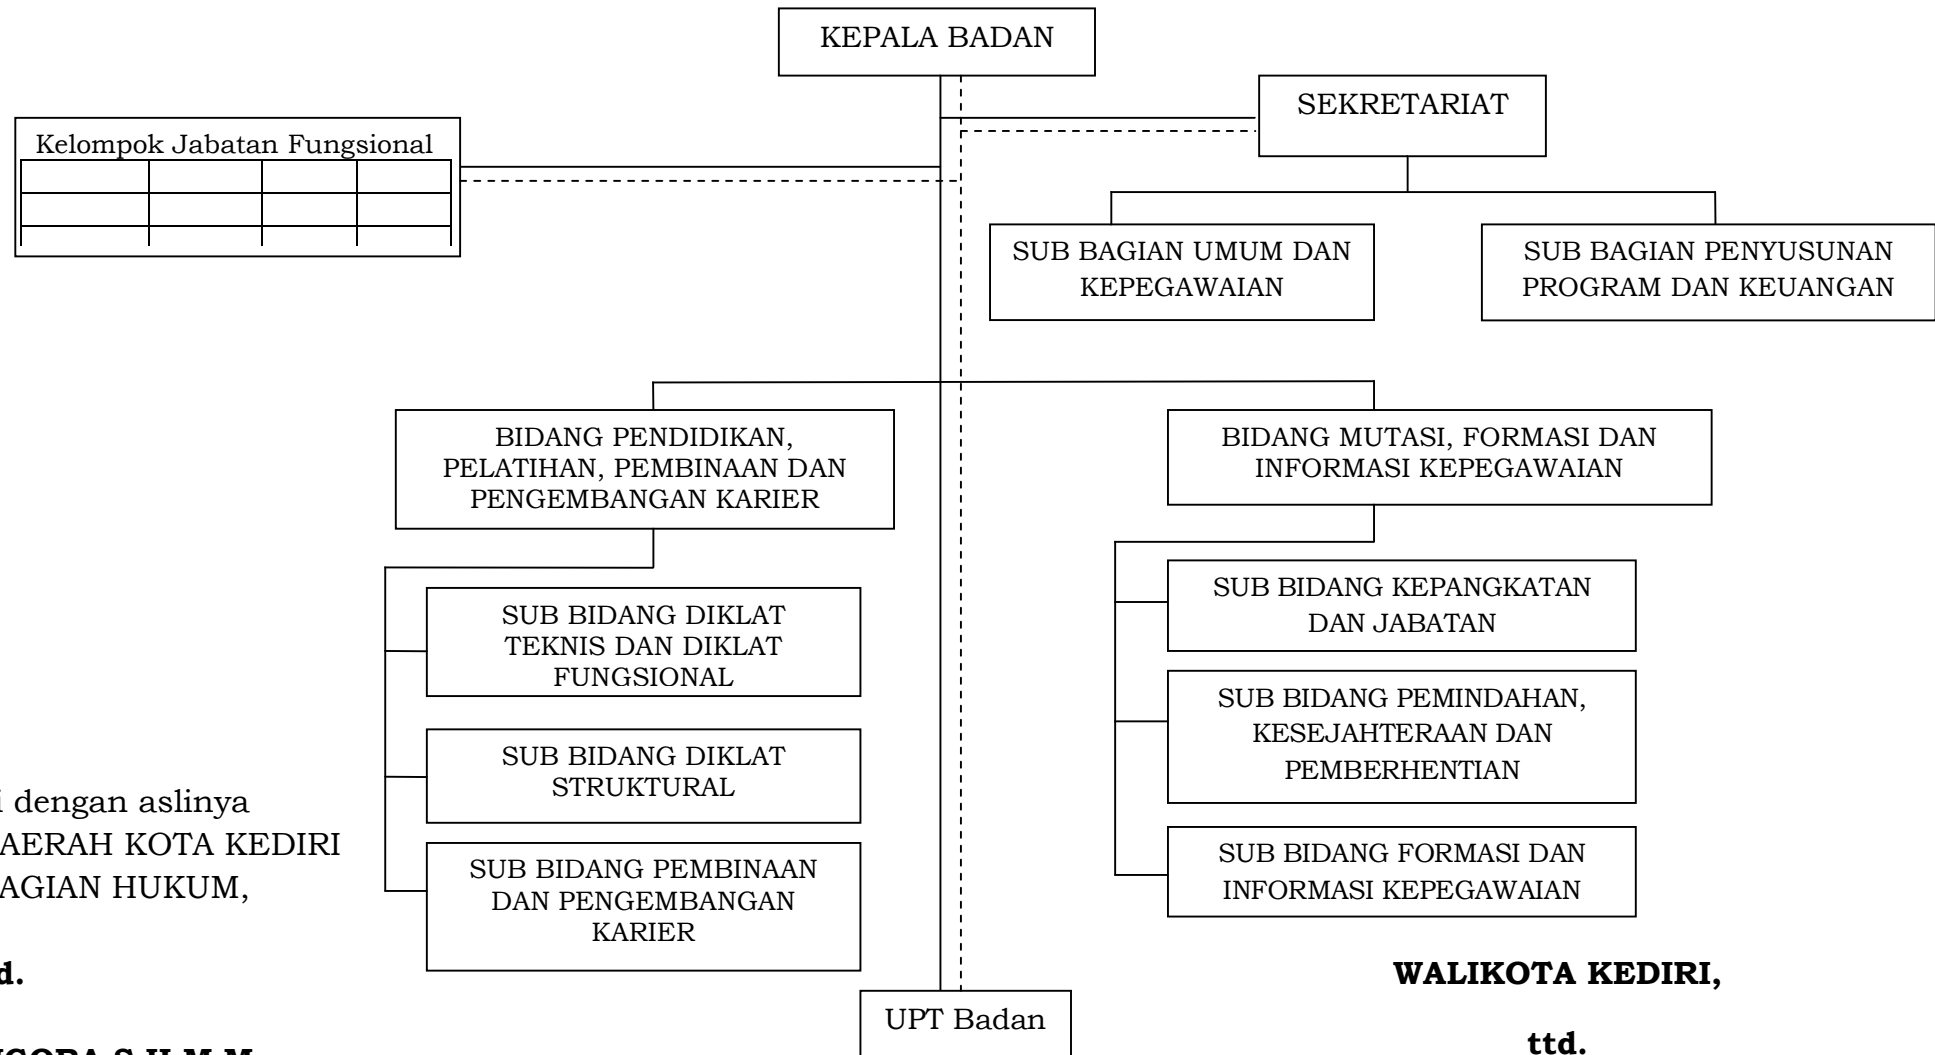 KEPALA BADAN
SEKRETARIAT
Kelompok Jabatan Fungsional
SUB BAGIAN UMUM DAN
KEPEGAWAIAN
SUB BAGIAN PENYUSUNAN
PROGRAM DAN KEUANGAN
BIDANG PENDIDIKAN,
PELATIHAN, PEMBINAAN DAN
PENGEMBANGAN KARIER
BIDANG MUTASI, FORMASI DAN
INFORMASI KEPEGAWAIAN
SUB BIDANG DIKLAT
TEKNIS DAN DIKLAT
FUNGSIONAL
SUB BIDANG DIKLAT
STRUKTURAL
SUB BIDANG PEMBINAAN
DAN PENGEMBANGAN
KARIER
SUB BIDANG KEPANGKATAN
DAN JABATAN
SUB BIDANG PEMINDAHAN,
KESEJAHTERAAN DAN
PEMBERHENTIAN
SUB BIDANG FORMASI DAN
INFORMASI KEPEGAWAIAN
UPT Badan
i dengan aslinya
AERAH KOTA KEDIRI
AGIAN HUKUM,
d.
WALIKOTA KEDIRI,
ttd.